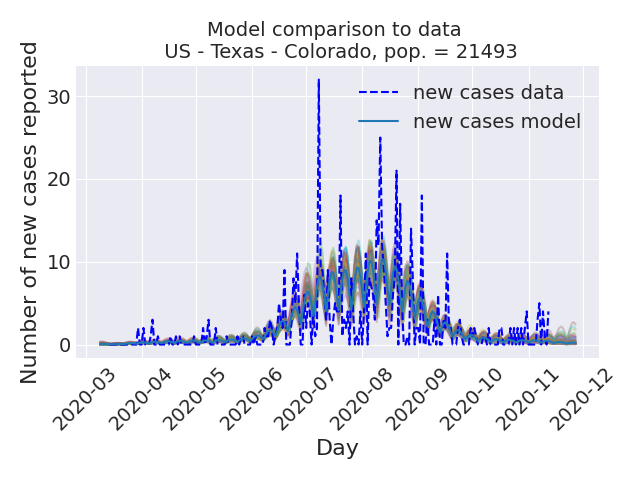 Model comparison to data
US - Texas - Colorado, pop. = 21493
Number of new cases reported
30
20
10
0
new cases data
new cases model
2020-03
2020-04
2020-05
2020-06
2020-07
2020-08
2020-09
2020-10
2020-11
2020-12
Day